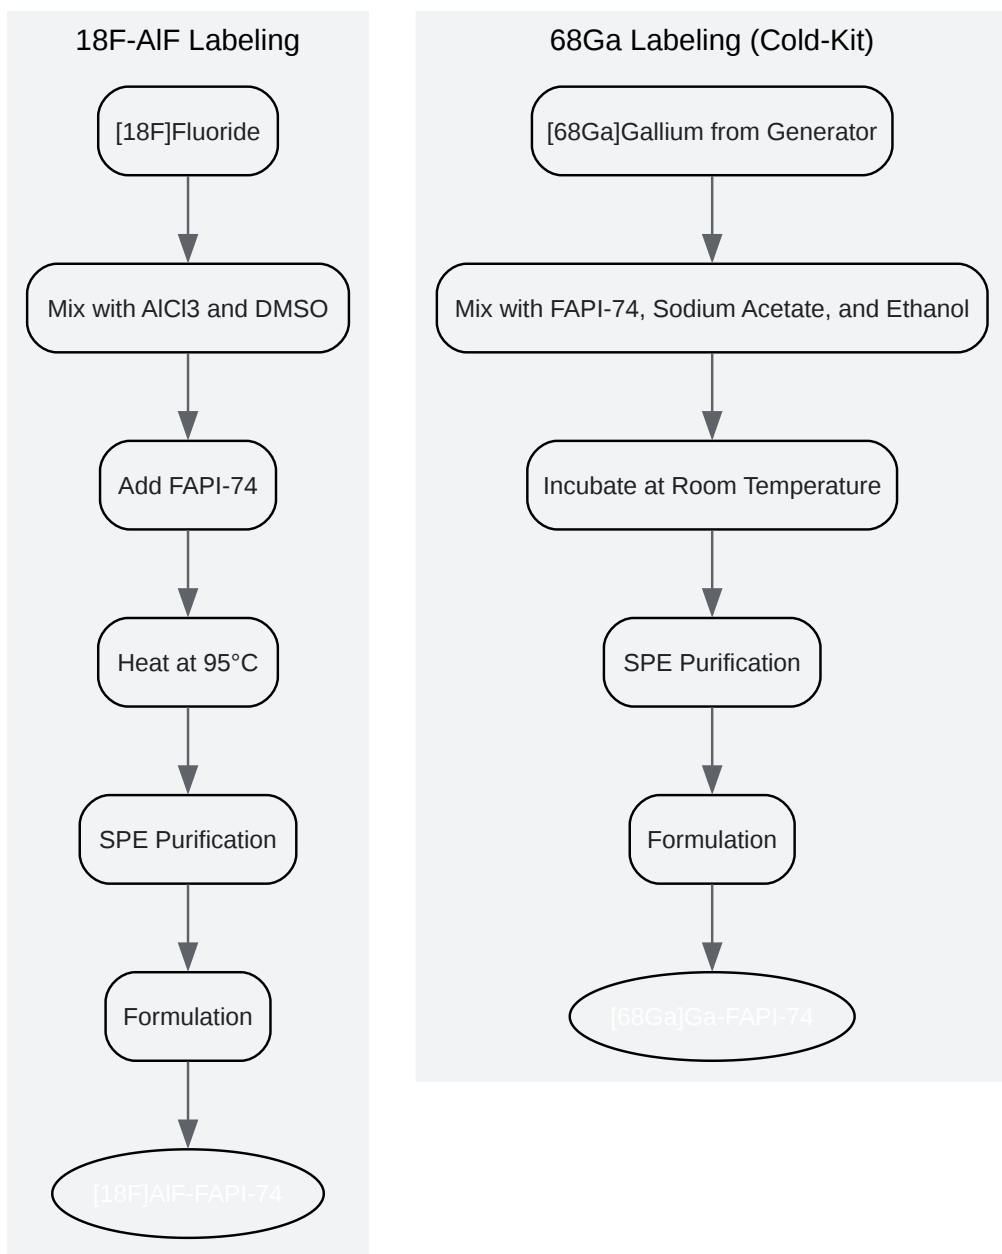 18F-AlF Labeling
[18F]Fluoride
Mix with AlCl3 and DMSO
Add FAPI-74
Heat at 95°C
SPE Purification
Formulation
[18F]AlF-FAPI-74
68Ga Labeling (Cold-Kit)
[68Ga]Gallium from Generator
Mix with FAPI-74, Sodium Acetate, and Ethanol
Incubate at Room Temperature
SPE Purification
Formulation
[68Ga]Ga-FAPI-74